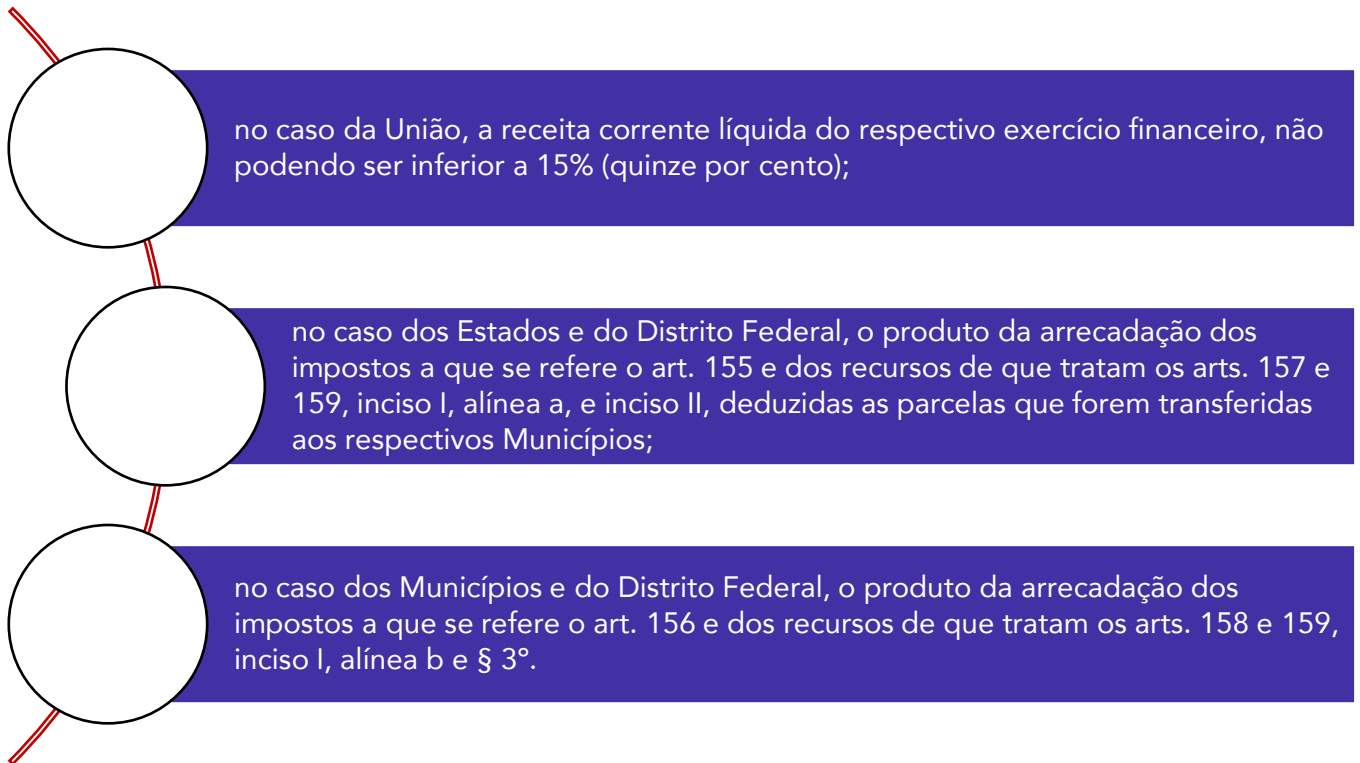 no caso da União, a receita corrente líquida do respectivo exercício financeiro, não
podendo ser inferior a 15% (quinze por cento);
no caso dos Estados e do Distrito Federal, o produto da arrecadação dos
impostos a que se refere o art. 155 e dos recursos de que tratam os arts. 157 e
159, inciso I, alínea a, e inciso II, deduzidas as parcelas que forem transferidas
aos respectivos Municípios;
no caso dos Municípios e do Distrito Federal, o produto da arrecadação dos
impostos a que se refere o art. 156 e dos recursos de que tratam os arts. 158 e 159,
inciso I, alínea b e § 3º.